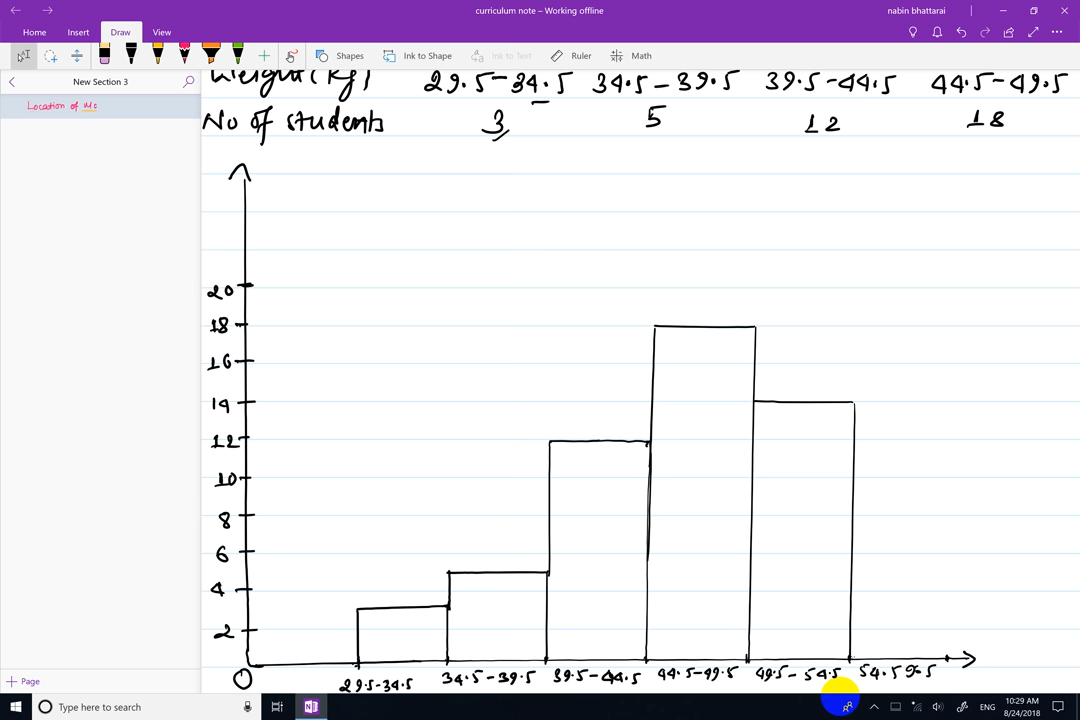 curriculum note – Working offline
nabin bhattarai
Home Insert Draw View
Shapes Ink to Shape Ink to Text Ruler Math
New Section 3
Location of Mo
Weight (kg) 29.5-34.5 34.5-39.5 39.5-44.5 44.5-49.5
No of students 3 5 12 18
20
18
16
14
12
10
8
6
4
2
0
29.5-34.5 34.5-39.5 39.5-44.5 44.5-49.5 49.5-54.5
Page
Type here to search
ENG
10:29 AM
8/24/2018